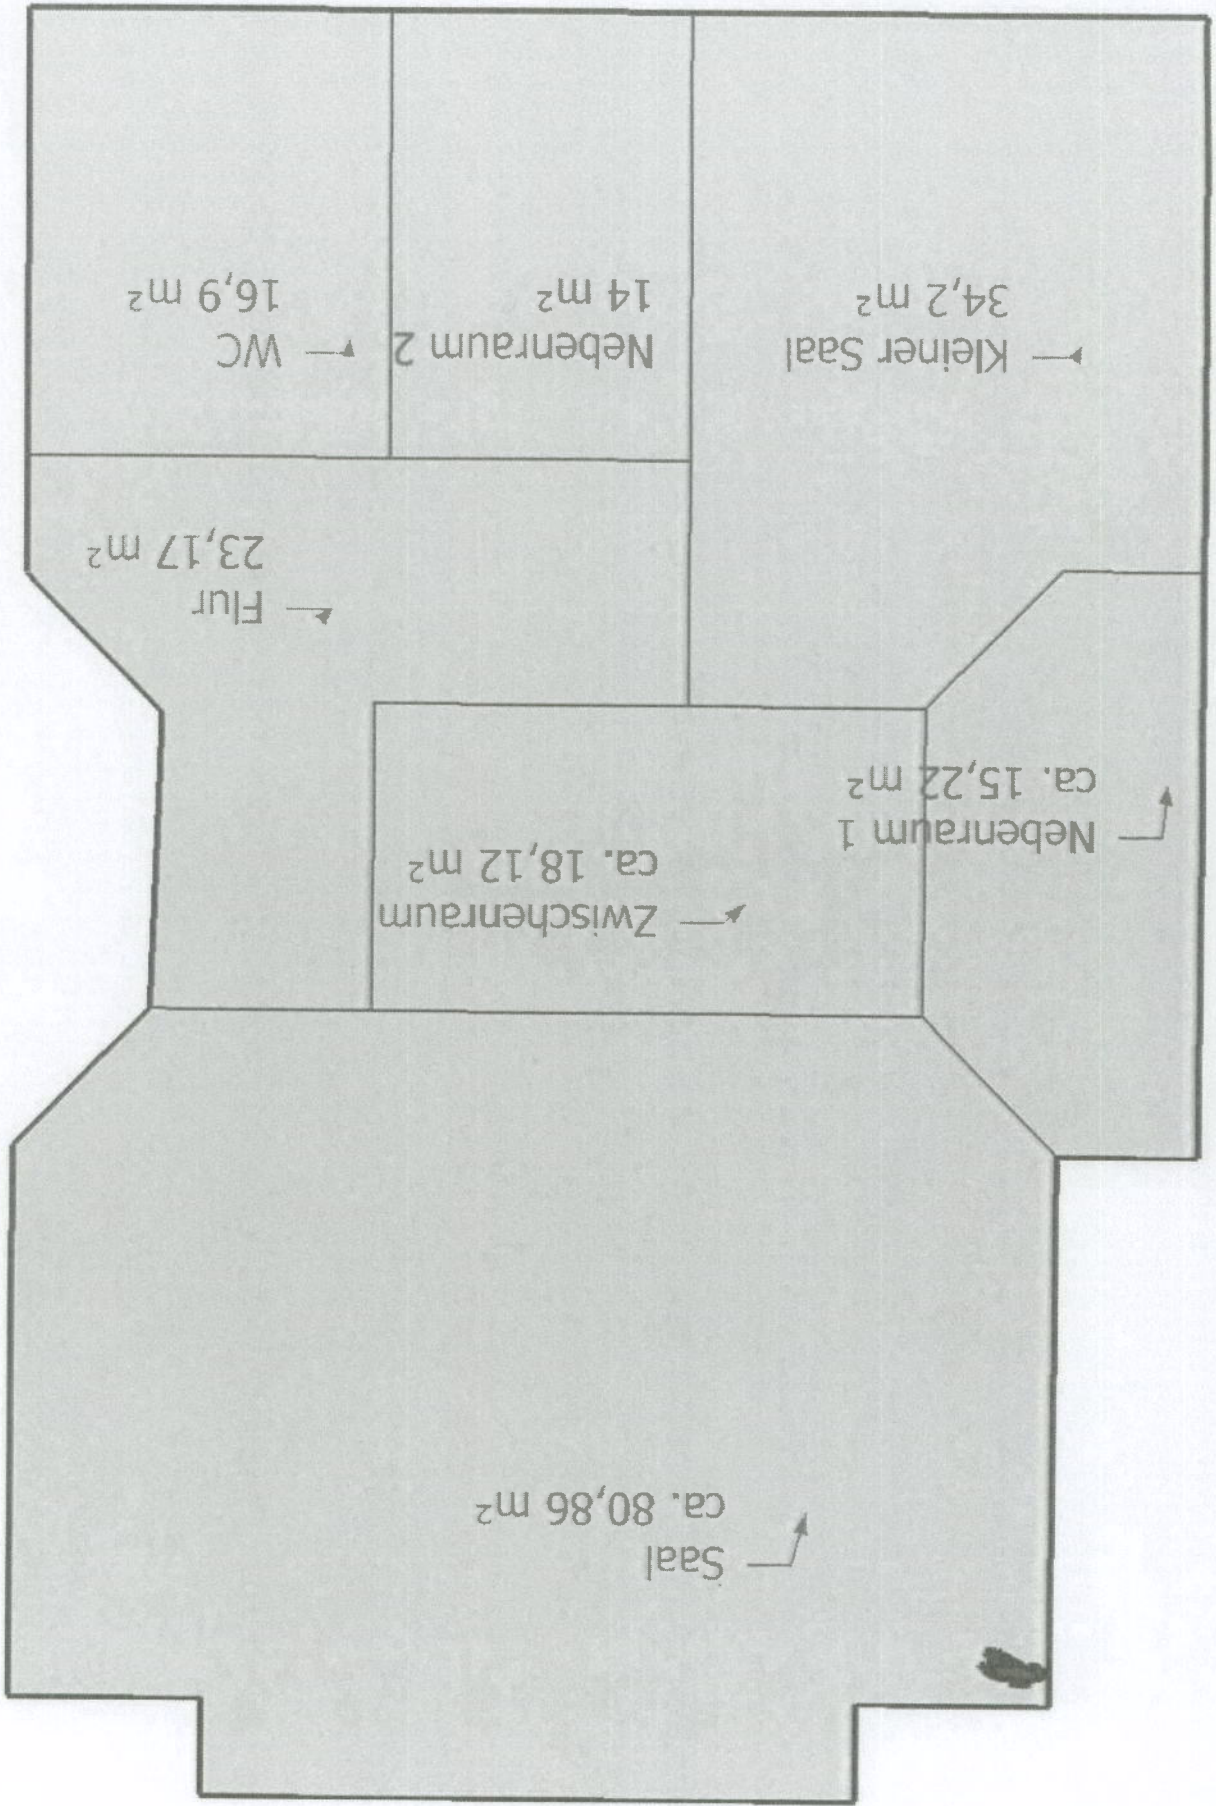 Saal
ca. 80,86 m²
Nebenraum 1
ca. 15,22 m²
Zwischenraum
ca. 18,12 m²
Flur
23,17 m²
Kleiner Saal
34,2 m²
Nebenraum 2
14 m²
WC
16,9 m²